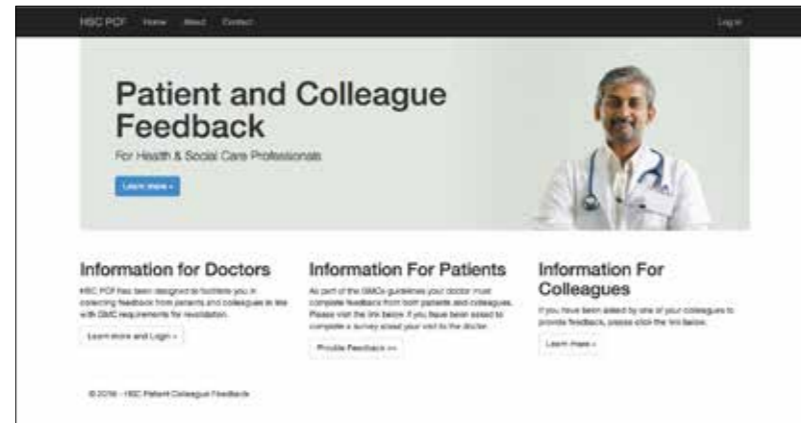 HSC PCF Home About Contact Log in
Patient and Colleague
Feedback
For Health & Social Care Professionals
Learn more »
Information for Doctors
HSC PCF has been designed to facilitate you in
collecting feedback from patients and colleagues in line
with GMC requirements for revalidation.
Learn more and Login »
Information For Patients
As part of the GMCs guidelines your doctor must
complete feedback from both patients and colleagues.
Please visit the link below if you have been asked to
complete a survey about your visit to the doctor.
Provide Feedback >>
Information For
Colleagues
If you have been asked by one of your colleagues to
provide feedback, please click the link below.
Learn more »
© 2016 - HSC Patient Colleague Feedback